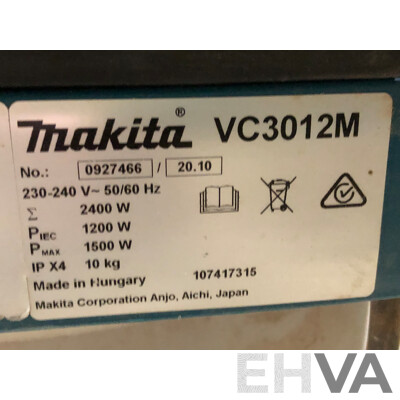 makita® VC3012M
No.: 0927466 / 20.10
230-240 V~ 50/60 Hz
Σ 2400 W
PIEC 1200 W
PMAX 1500 W
IP X4 10 kg
Made in Hungary 107417315
Makita Corporation Anjo, Aichi, Japan
EHVA